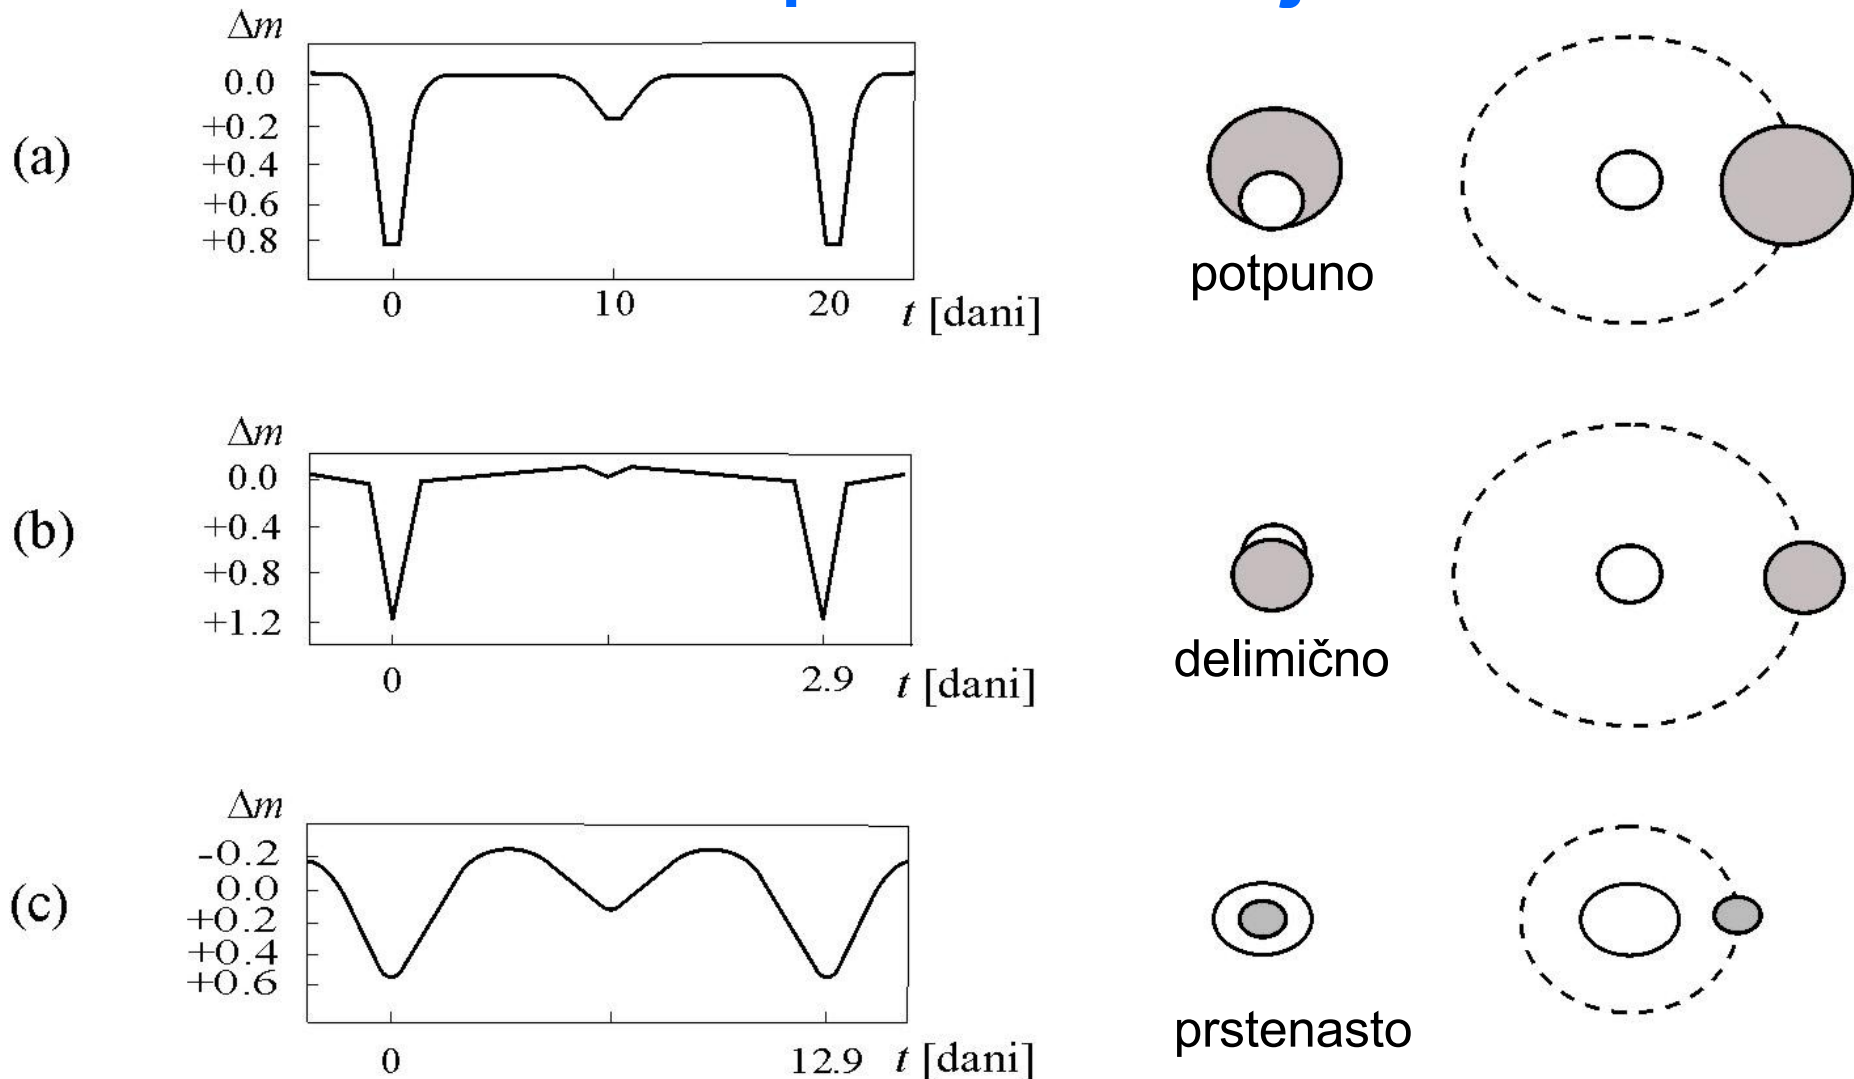 Δm
0.0
+0.2
+0.4
+0.6
+0.8
(a)
0 10 20 t [dani]
potpuno
Δm
0.0
+0.4
+0.8
+1.2
(b)
0 2.9 t [dani]
delimično
Δm
-0.2
0.0
+0.2
+0.4
+0.6
(c)
0 12.9 t [dani]
prstenasto